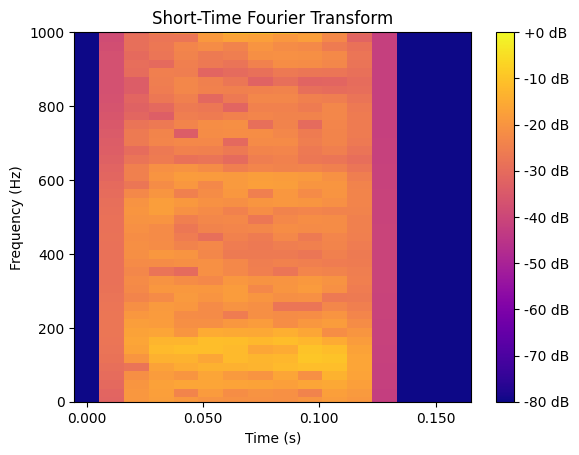 Short-Time Fourier Transform
1000
800
600
400
200
0
Frequency (Hz)
0.000
0.050
0.100
0.150
Time (s)
+0 dB
-10 dB
-20 dB
-30 dB
-40 dB
-50 dB
-60 dB
-70 dB
-80 dB